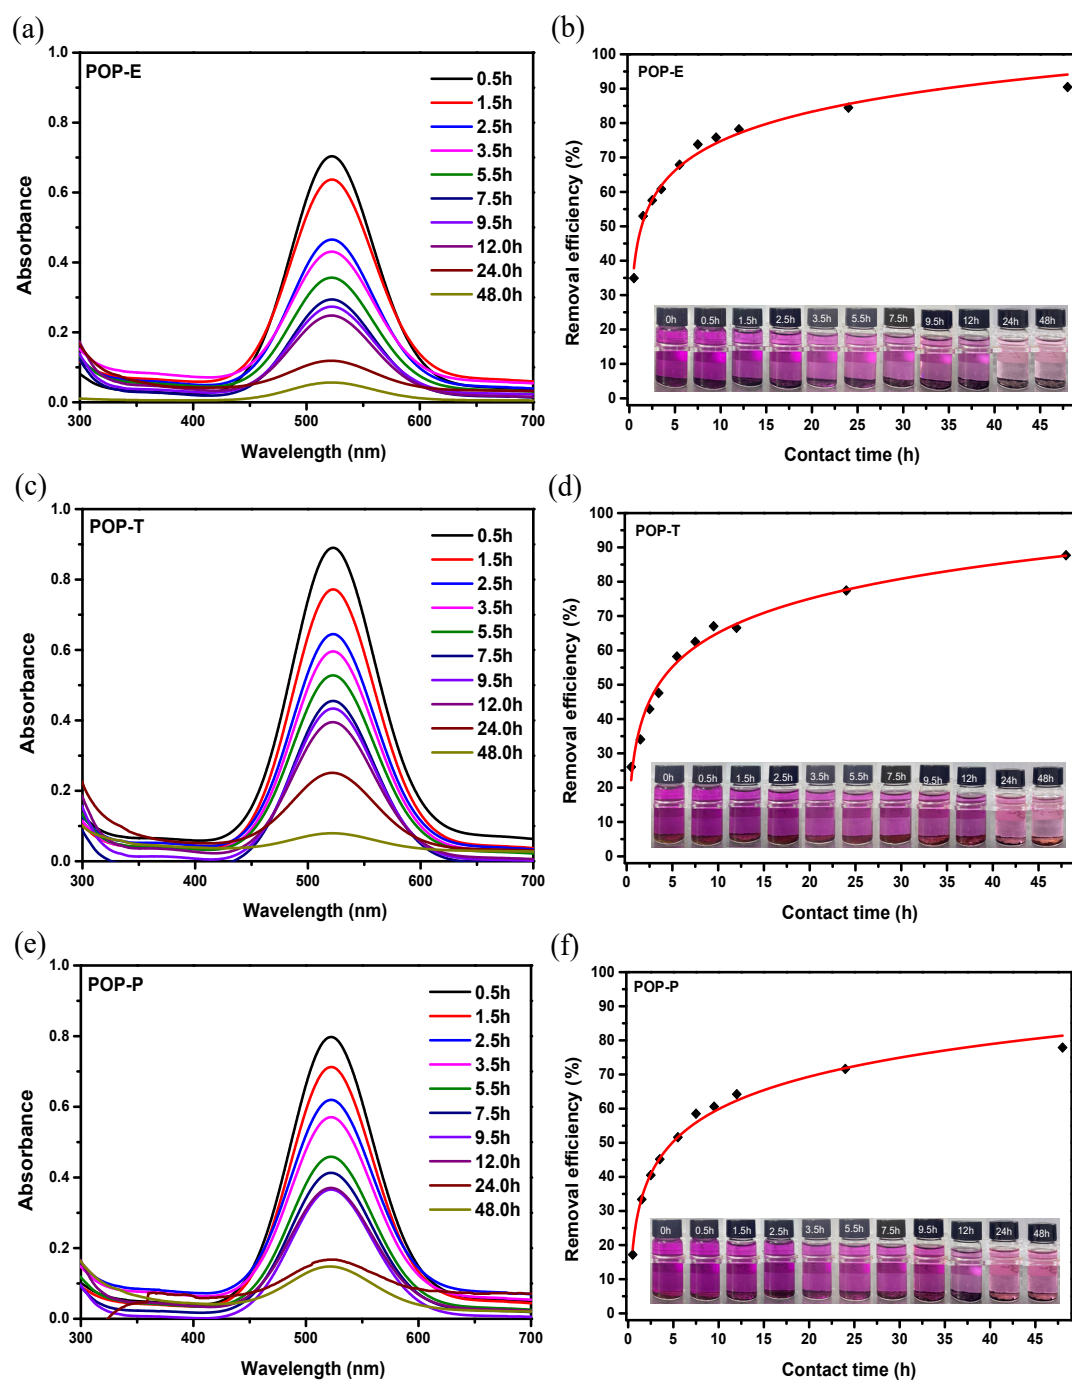 (a)
POP-E
1.0
0.8
0.6
0.4
0.2
0.0
300
400
500
600
700
Absorbance
Wavelength (nm)
0.5h
1.5h
2.5h
3.5h
5.5h
7.5h
9.5h
12.0h
24.0h
48.0h
(b)
POP-E
100
90
80
70
60
50
40
30
20
10
0
0 5 10 15 20 25 30 35 40 45
Removal efficiency (%)
Contact time (h)
0h 0.5h 1.5h 2.5h 3.5h 5.5h 7.5h 9.5h 12h 24h 48h
(c)
POP-T
1.0
0.8
0.6
0.4
0.2
0.0
300
400
500
600
700
Absorbance
Wavelength (nm)
0.5h
1.5h
2.5h
3.5h
5.5h
7.5h
9.5h
12.0h
24.0h
48.0h
(d)
POP-T
100
90
80
70
60
50
40
30
20
10
0
0 5 10 15 20 25 30 35 40 45
Removal efficiency (%)
Contact time (h)
0h 0.5h 1.5h 2.5h 3.5h 5.5h 7.5h 9.5h 12h 24h 48h
(e)
POP-P
1.0
0.8
0.6
0.4
0.2
0.0
300
400
500
600
700
Absorbance
Wavelength (nm)
0.5h
1.5h
2.5h
3.5h
5.5h
7.5h
9.5h
12.0h
24.0h
48.0h
(f)
POP-P
100
90
80
70
60
50
40
30
20
10
0
0 5 10 15 20 25 30 35 40 45
Removal efficiency (%)
Contact time (h)
0h 0.5h 1.5h 2.5h 3.5h 5.5h 7.5h 9.5h 12h 24h 48h